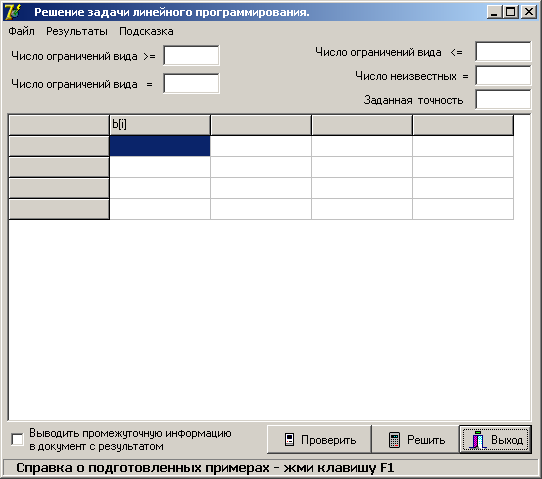 Решение задачи линейного программирования.
Файл Результаты Подсказка
Число ограничений вида >=
Число ограничений вида <=
Число неизвестных =
Число ограничений вида =
Заданная точность
b[i]
Выводить промежуточную информацию
в документ с результатом
Проверить
Решить
Выход
Справка о подготовленных примерах - жми клавишу F1